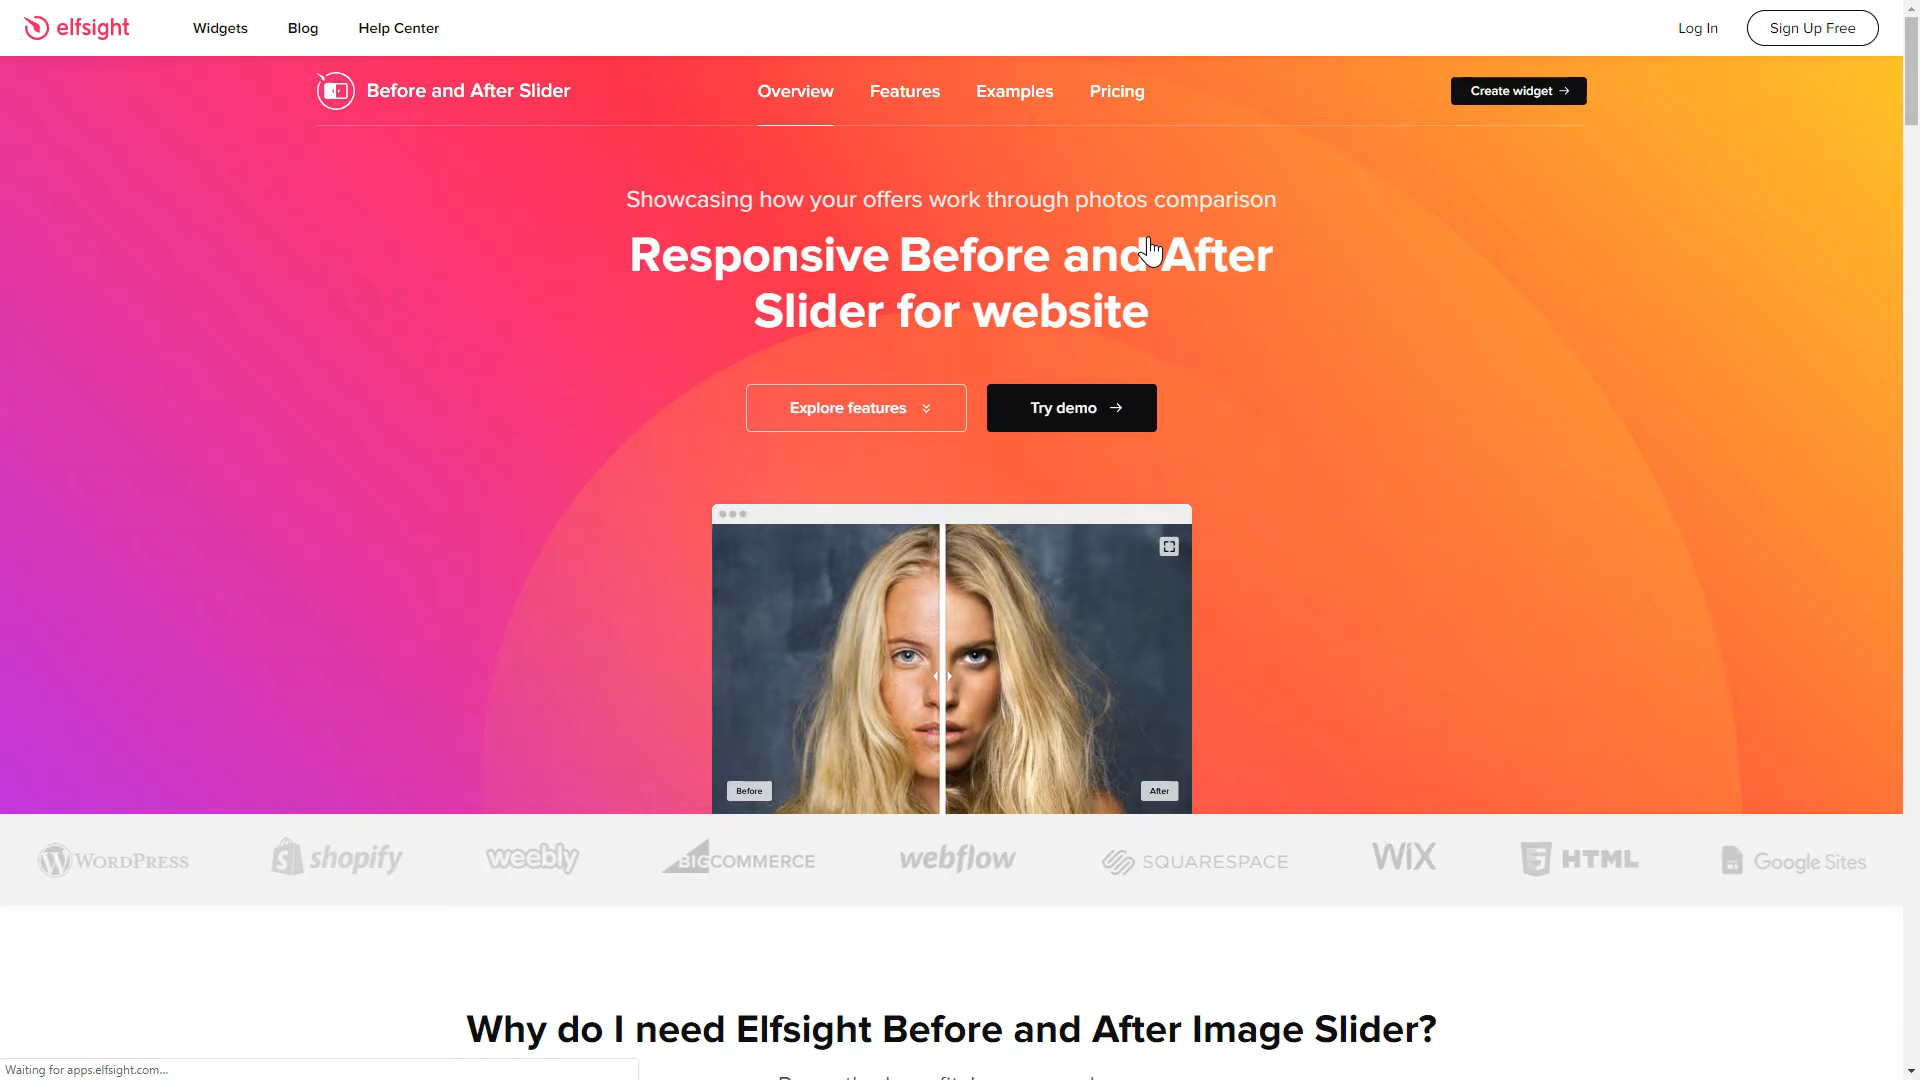 elfsight
Widgets
Blog
Help Center
Log In
Sign Up Free
Before and After Slider
Overview
Features
Examples
Pricing
Create widget →
Showcasing how your offers work through photos comparison
Responsive Before and After
Slider for website
Explore features
Try demo →
Before
After
WORDPRESS
shopify
weebly
BIGCOMMERCE
webflow
SQUARESPACE
WIX
HTML
Google Sites
Why do I need Elfsight Before and After Image Slider?
Waiting for apps.elfsight.com...